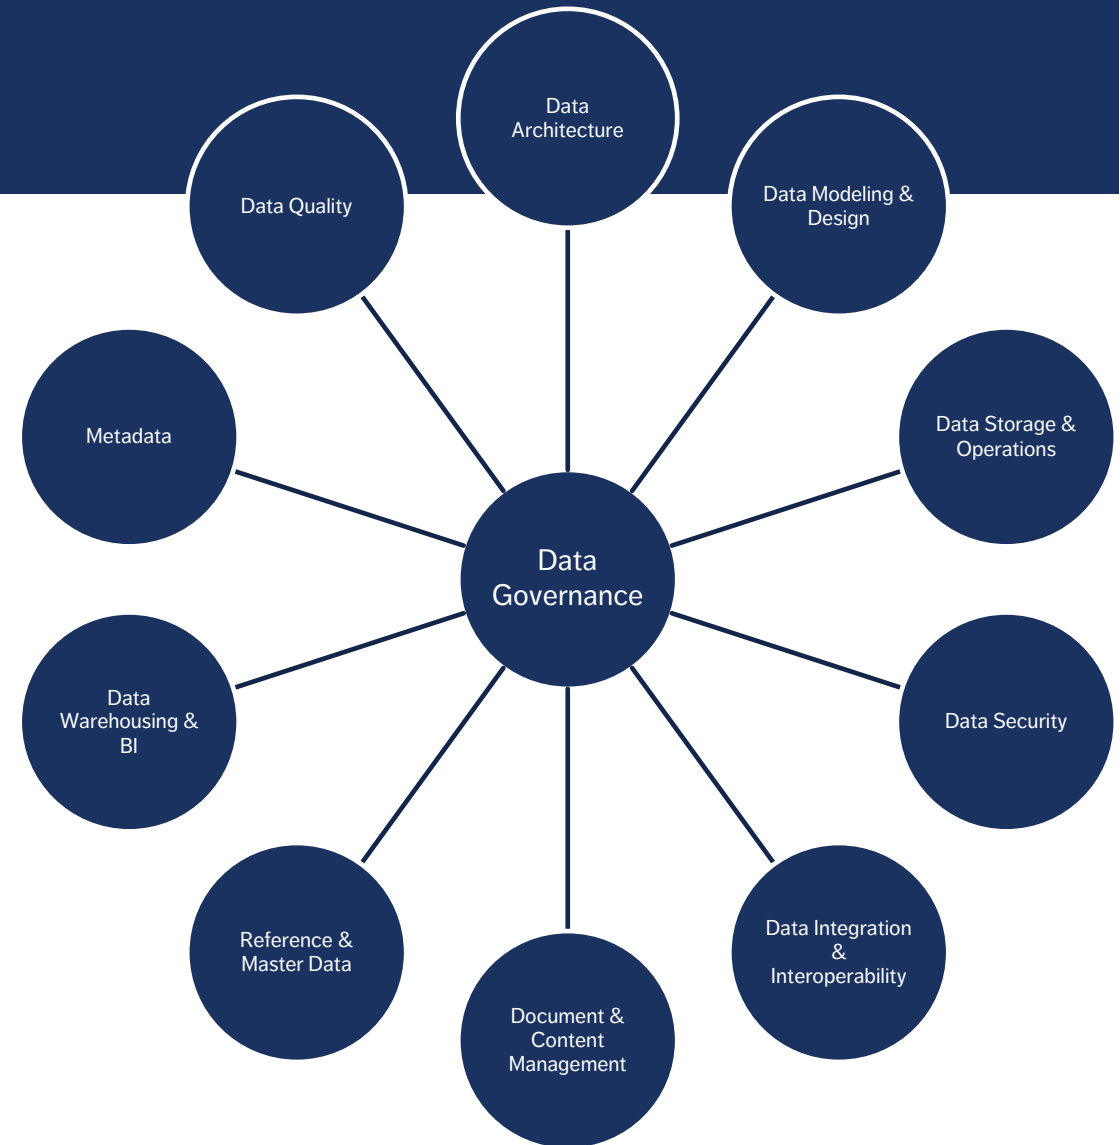 Data
Architecture
Data Modeling &
Design
Data Storage &
Operations
Data Security
Data Integration
&
Interoperability
Document &
Content
Management
Reference &
Master Data
Data
Warehousing &
BI
Metadata
Data Quality
Data
Governance